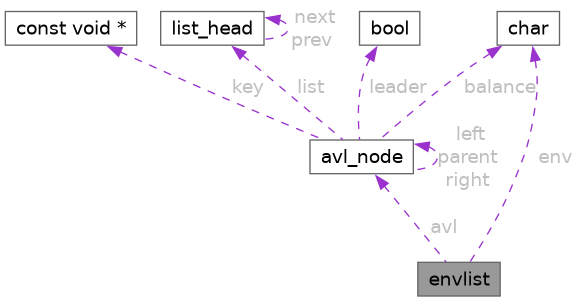 const void *
list_head
next
prev
bool
char
key
list
leader
balance
avl_node
left
parent
right
env
avl
envlist